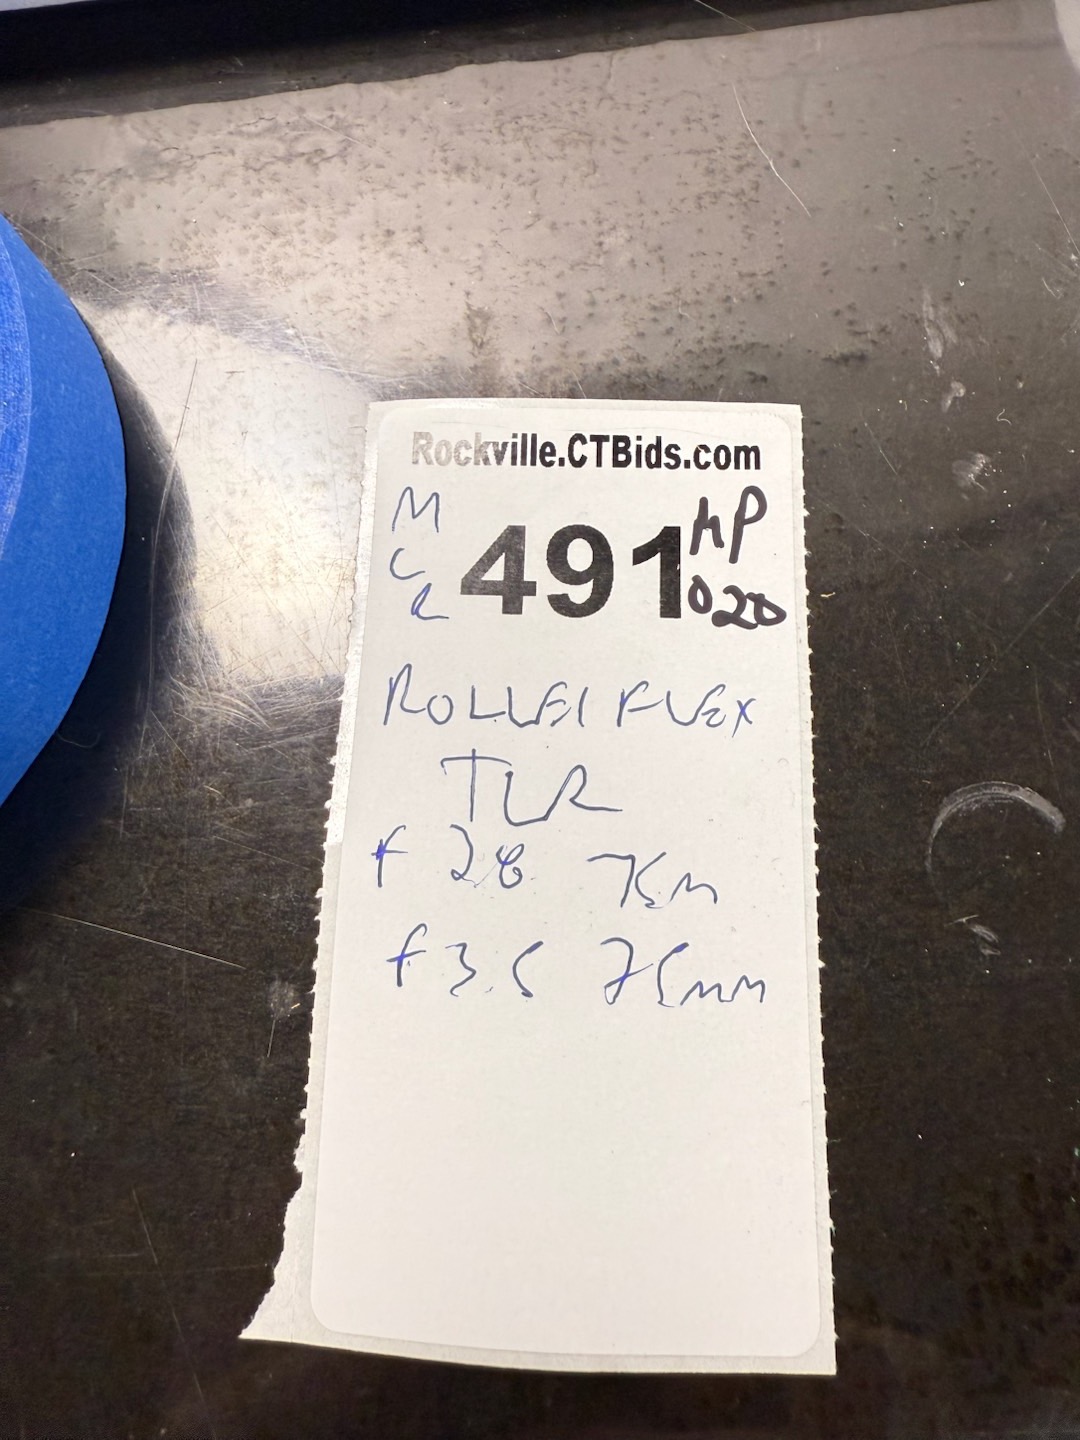 Rockville.CTBids.com
M
C
R
491
AP
020
ROLLEIFLEX
TLR
f 2.8 75m
f 3.5 75mm